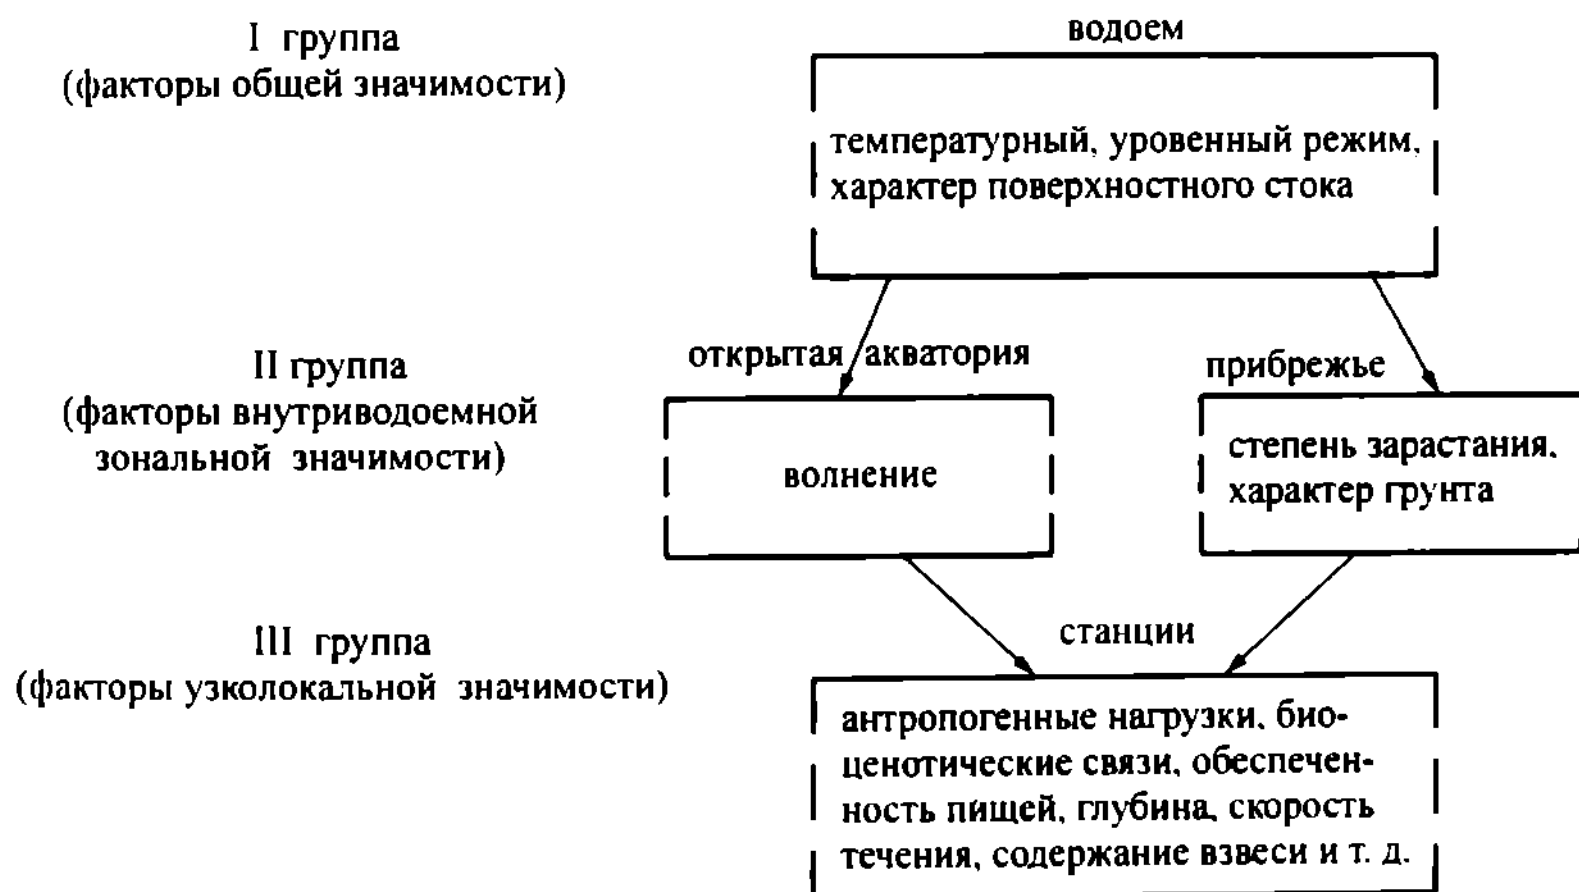 I группа
(факторы общей значимости)
водоем
температурный, уровенный режим,
характер поверхностного стока
II группа
(факторы внутриводоемной
зональной значимости)
открытая акватория
прибрежье
волнение
степень зарастания,
характер грунта
III группа
(факторы узколокальной значимости)
станции
антропогенные нагрузки, био-
ценотические связи, обеспечен-
ность пищей, глубина, скорость
течения, содержание взвеси и т. д.